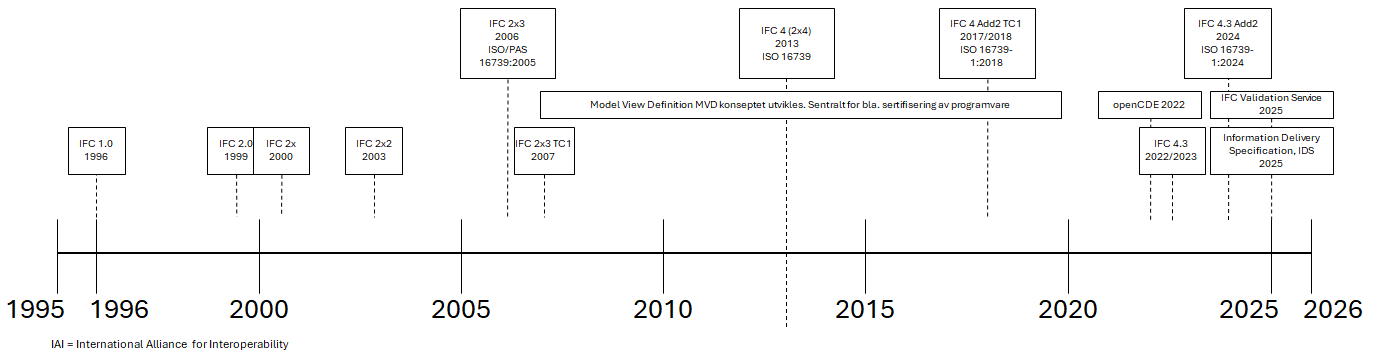 IFC 2x3
2006
ISO/PAS
16739:2005
IFC 4 (2x4)
2013
ISO 16739
IFC 4 Add2 TC1
2017/2018
ISO 16739-
1:2018
IFC 4.3 Add2
2024
ISO 16739-
1:2024
Model View Definition MVD konseptet utvikles. Sentralt for bla. sertifisering av programvare
openCDE 2022
IFC Validation Service
2025
IFC 1.0
1996
IFC 2.0
1999
IFC 2x
2000
IFC 2x2
2003
IFC 2x3 TC1
2007
IFC 4.3
2022/2023
Information Delivery
Specification, IDS
2025
1995
1996
2000
2005
2010
2015
2020
2025
2026
IAI = International Alliance for Interoperability